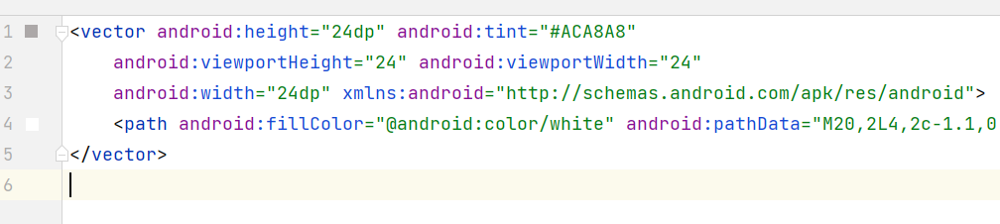 1 <vector android:height="24dp" android:tint="#ACA8A8"
2 android:viewportHeight="24" android:viewportWidth="24"
3 android:width="24dp" xmlns:android="http://schemas.android.com/apk/res/android">
4 <path android:fillColor="@android:color/white" android:pathData="M20,2L4,2c-1.1,0
5 </vector>
6